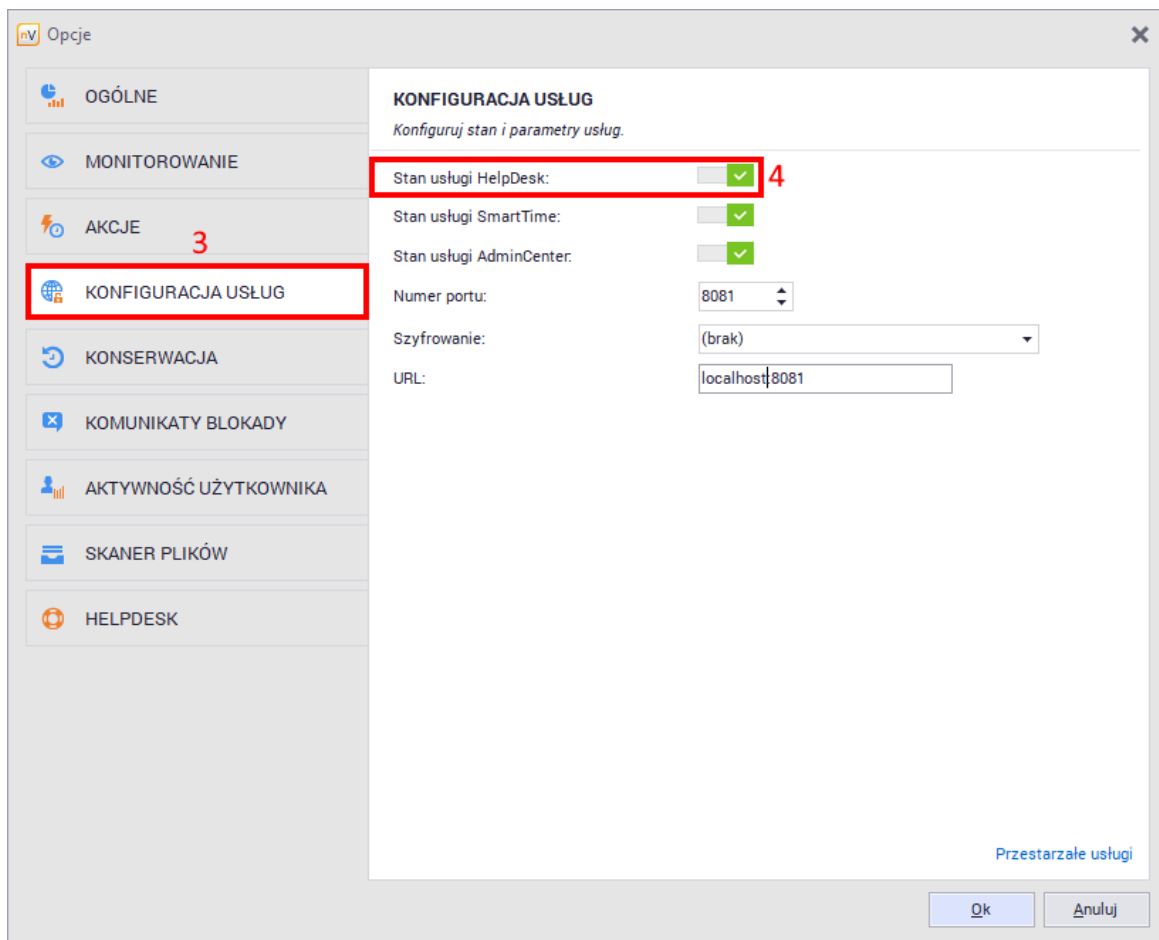 nV Opcje
OGÓLNE
MONITOROWANIE
AKCJE
3
KONFIGURACJA USŁUG
KONSERWACJA
KOMUNIKATY BLOKADY
AKTYWNOŚĆ UŻYTKOWNIKA
SKANER PLIKÓW
HELPDESK
KONFIGURACJA USŁUG
Konfiguruj stan i parametry usług.
Stan usługi HelpDesk: 4
Stan usługi SmartTime:
Stan usługi AdminCenter:
Numer portu: 8081
Szyfrowanie: (brak)
URL: localhost:8081
Przestarzałe usługi
Ok Anuluj